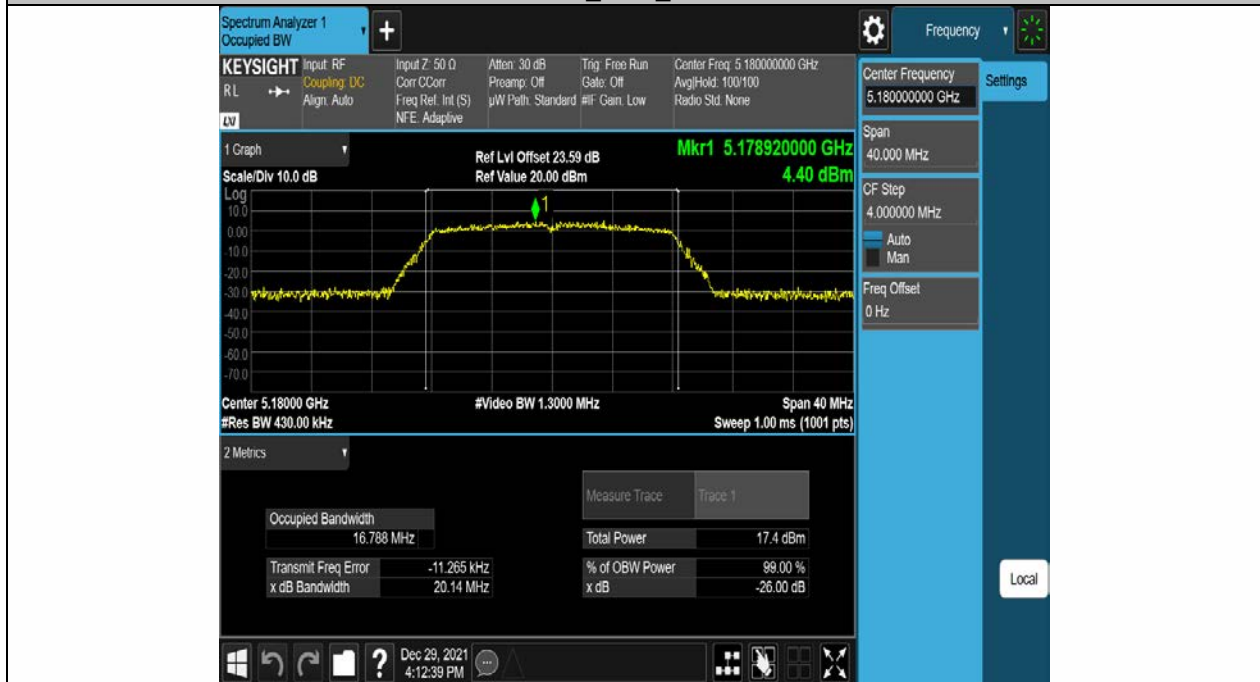 Spectrum Analyzer 1
Occupied BW
Frequency
KEYSIGHT
RL
LXI
Input: RF
Coupling: DC
Align: Auto
Input Z: 50 Ω
Corr CCorr
Freq Ref: Int (S)
NFE: Adaptive
Atten: 30 dB
Preamp: Off
µW Path: Standard
Trig: Free Run
Gate: Off
#IF Gain: Low
Center Freq: 5.180000000 GHz
Avg|Hold: 100/100
Radio Std: None
Center Frequency
5.180000000 GHz
Settings
Span
40.000 MHz
CF Step
4.000000 MHz
Auto
Man
Freq Offset
0 Hz
Local
1 Graph
Scale/Div 10.0 dB
Ref Lvl Offset 23.59 dB
Ref Value 20.00 dBm
Mkr1 5.178920000 GHz
4.40 dBm
Log
10.0
0.00
-10.0
-20.0
-30.0
-40.0
-50.0
-60.0
-70.0
1
Center 5.18000 GHz
#Res BW 430.00 kHz
#Video BW 1.3000 MHz
Span 40 MHz
Sweep 1.00 ms (1001 pts)
2 Metrics
Measure Trace
Trace 1
Occupied Bandwidth
16.788 MHz
Total Power
17.4 dBm
Transmit Freq Error
-11.265 kHz
% of OBW Power
99.00 %
x dB Bandwidth
20.14 MHz
x dB
-26.00 dB
Dec 29, 2021
4:12:39 PM